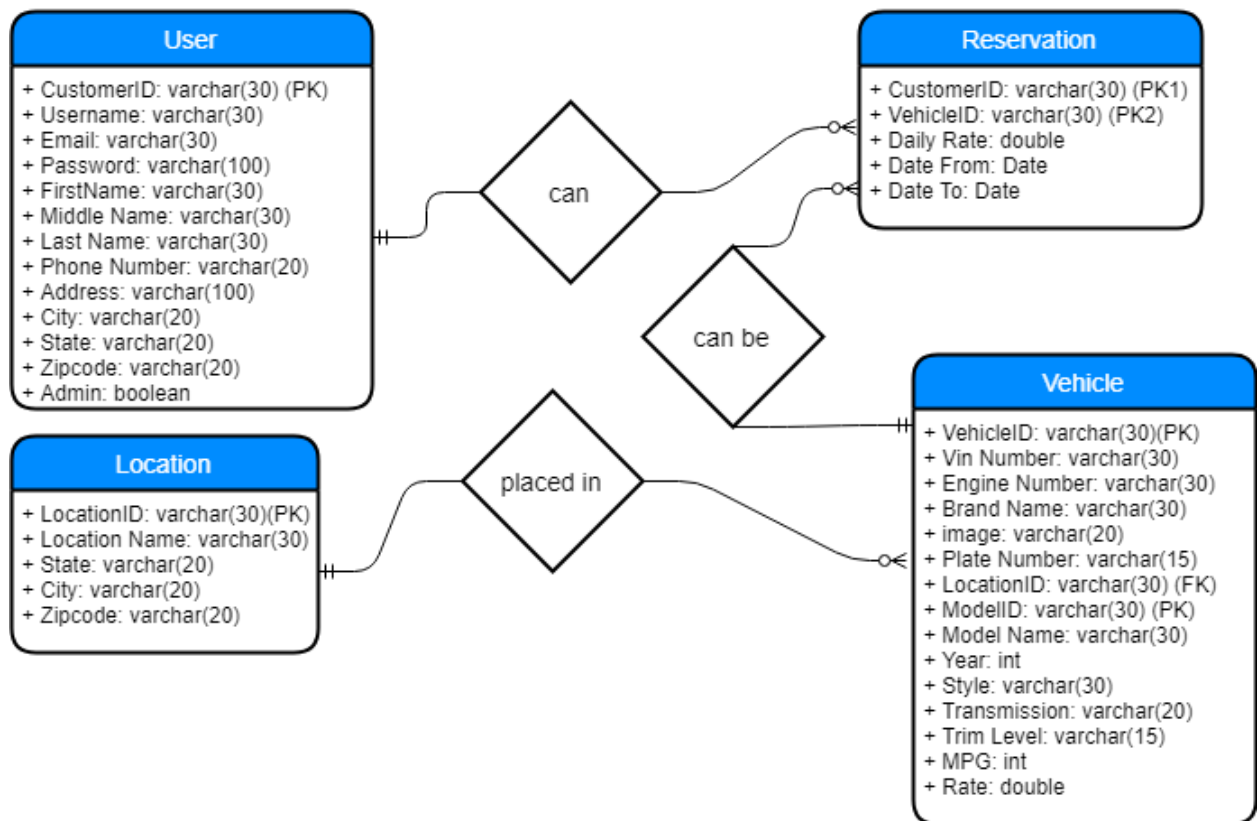 User
+ CustomerID: varchar(30) (PK)
+ Username: varchar(30)
+ Email: varchar(30)
+ Password: varchar(100)
+ FirstName: varchar(30)
+ Middle Name: varchar(30)
+ Last Name: varchar(30)
+ Phone Number: varchar(20)
+ Address: varchar(100)
+ City: varchar(20)
+ State: varchar(20)
+ Zipcode: varchar(20)
+ Admin: boolean
can
Reservation
+ CustomerID: varchar(30) (PK1)
+ VehicleID: varchar(30) (PK2)
+ Daily Rate: double
+ Date From: Date
+ Date To: Date
can be
Location
+ LocationID: varchar(30)(PK)
+ Location Name: varchar(30)
+ State: varchar(20)
+ City: varchar(20)
+ Zipcode: varchar(20)
placed in
Vehicle
+ VehicleID: varchar(30)(PK)
+ Vin Number: varchar(30)
+ Engine Number: varchar(30)
+ Brand Name: varchar(30)
+ image: varchar(20)
+ Plate Number: varchar(15)
+ LocationID: varchar(30) (FK)
+ ModelID: varchar(30) (PK)
+ Model Name: varchar(30)
+ Year: int
+ Style: varchar(30)
+ Transmission: varchar(20)
+ Trim Level: varchar(15)
+ MPG: int
+ Rate: double